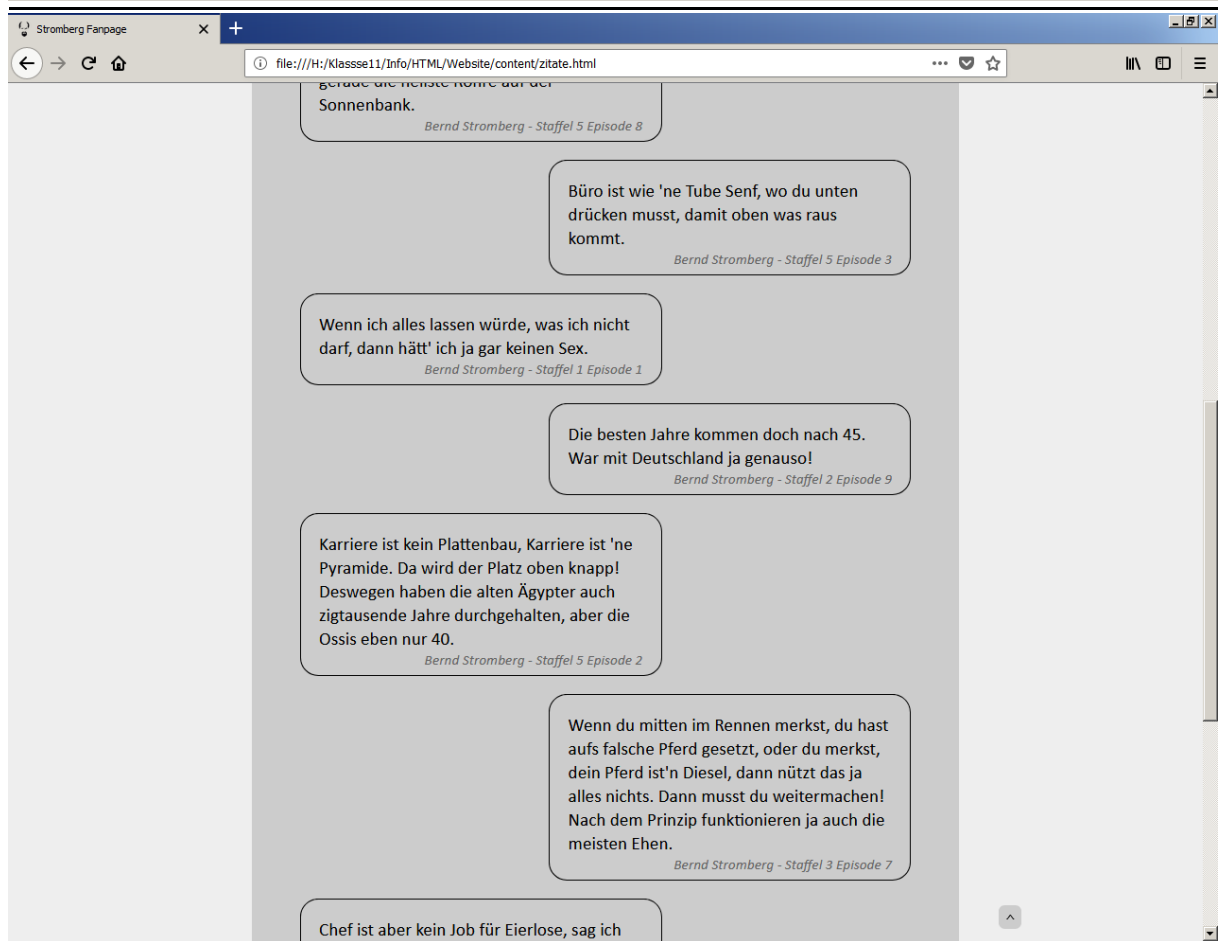 Stromberg Fanpage
file:///H:/Klassse11/Info/HTML/Website/content/zitate.html
gerade die hellste Röhre auf der
Sonnenbank.
Bernd Stromberg - Staffel 5 Episode 8
Büro ist wie 'ne Tube Senf, wo du unten
drücken musst, damit oben was raus
kommt.
Bernd Stromberg - Staffel 5 Episode 3
Wenn ich alles lassen würde, was ich nicht
darf, dann hätt' ich ja gar keinen Sex.
Bernd Stromberg - Staffel 1 Episode 1
Die besten Jahre kommen doch nach 45.
War mit Deutschland ja genauso!
Bernd Stromberg - Staffel 2 Episode 9
Karriere ist kein Plattenbau, Karriere ist 'ne
Pyramide. Da wird der Platz oben knapp!
Deswegen haben die alten Ägypter auch
zigtausende Jahre durchgehalten, aber die
Ossis eben nur 40.
Bernd Stromberg - Staffel 5 Episode 2
Wenn du mitten im Rennen merkst, du hast
aufs falsche Pferd gesetzt, oder du merkst,
dein Pferd ist'n Diesel, dann nützt das ja
alles nichts. Dann musst du weitermachen!
Nach dem Prinzip funktionieren ja auch die
meisten Ehen.
Bernd Stromberg - Staffel 3 Episode 7
Chef ist aber kein Job für Eierlose, sag ich